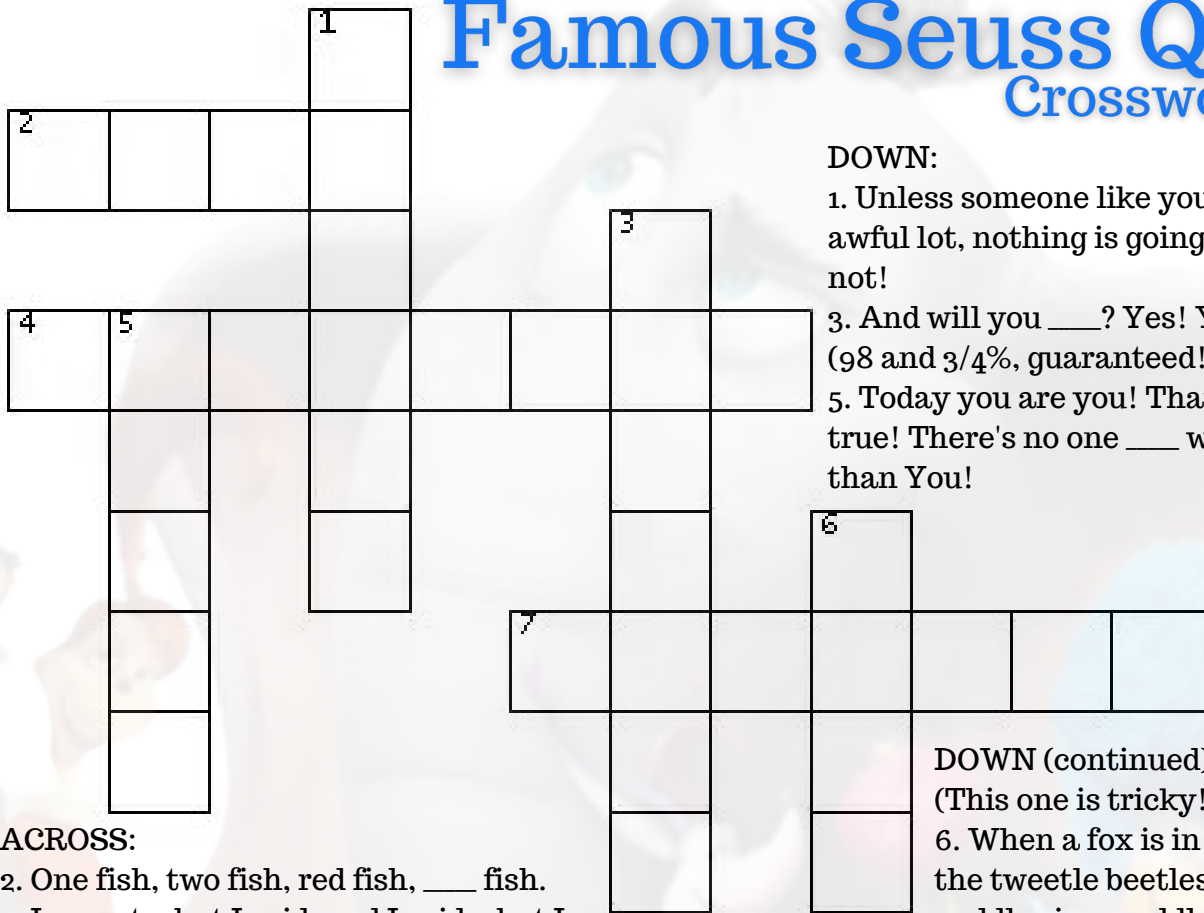 Famous Seuss Q
Crosswo
1
2
3
4 5
6
7
DOWN:
1. Unless someone like you
awful lot, nothing is going
not!
3. And will you ____? Yes! Y
(98 and 3/4%, guaranteed!
5. Today you are you! Tha
true! There's no one ____ w
than You!
DOWN (continued)
(This one is tricky!
6. When a fox is in
the tweetle beetles
ACROSS:
2. One fish, two fish, red fish, ____ fish.